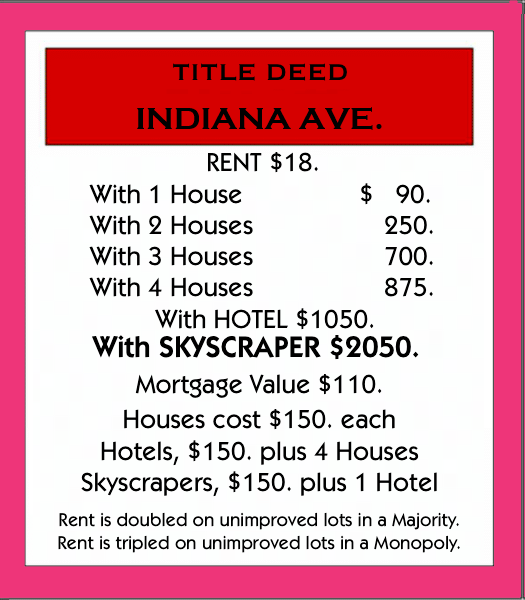 TITLE DEED
INDIANA AVE.
RENT $18.
With 1 House $ 90.
With 2 Houses 250.
With 3 Houses 700.
With 4 Houses 875.
With HOTEL $1050.
With SKYSCRAPER $2050.
Mortgage Value $110.
Houses cost $150. each
Hotels, $150. plus 4 Houses
Skyscrapers, $150. plus 1 Hotel
Rent is doubled on unimproved lots in a Majority.
Rent is tripled on unimproved lots in a Monopoly.